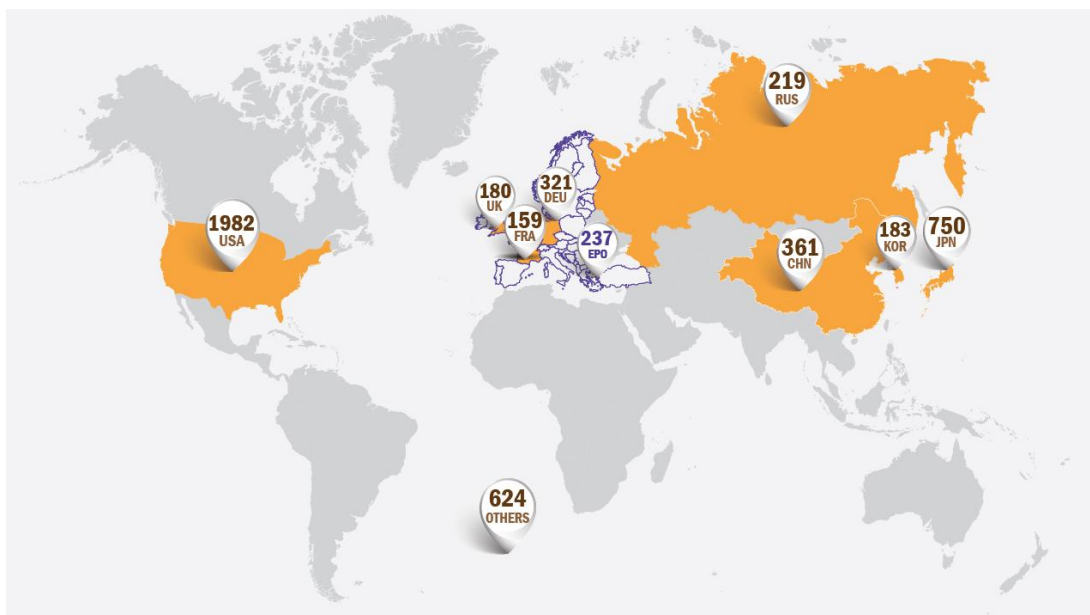 219
RUS
180
UK
321
DEU
1982
USA
159
FRA
237
EPO
361
CHN
183
KOR
750
JPN
624
OTHERS